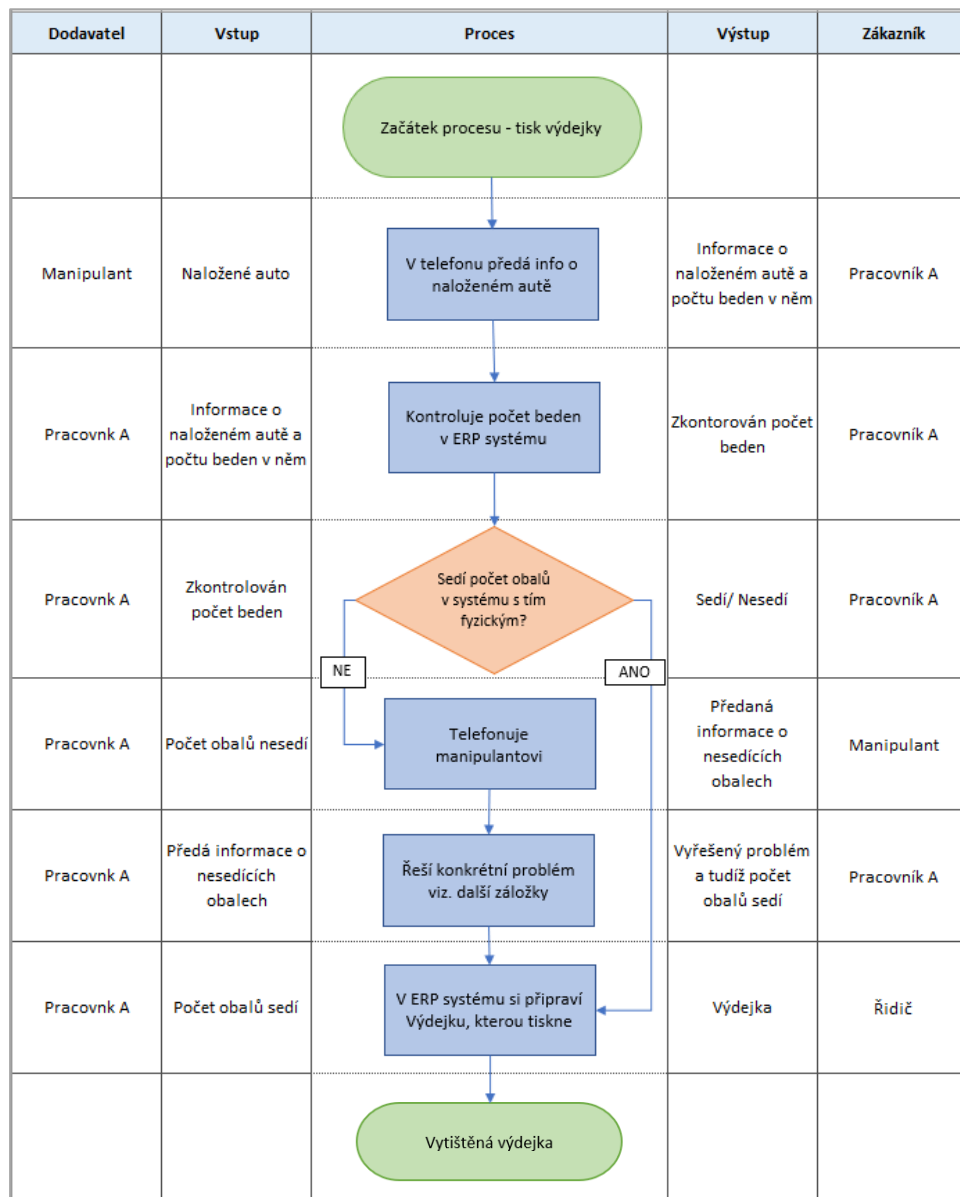 Dodavatel
Vstup
Proces
Výstup
Zákazník
Začátek procesu - tisk výdejky
Manipulant
Naložené auto
V telefonu předá info o
naloženém autě
Informace o
naloženém autě a
počtu beden v něm
Pracovník A
Pracovnk A
Informace o
naloženém autě a
počtu beden v něm
Kontroluje počet beden
v ERP systému
Zkontorován počet
beden
Pracovník A
Pracovnk A
Zkontrolován
počet beden
Sedí počet obalů
v systému s tím
fyzickým?
Sedí/ Nesedí
Pracovník A
NE
ANO
Pracovnk A
Počet obalů nesedí
Telefonuje
manipulantovi
Předaná
informace o
nesedících
obalech
Manipulant
Pracovnk A
Předá informace o
nesedících
obalech
Řeší konkrétní problém
viz. další záložky
Vyřešený problém
a tudíž počet
obalů sedí
Pracovník A
Pracovnk A
Počet obalů sedí
V ERP systému si připraví
Výdejku, kterou tiskne
Výdejka
Řidič
Vytištěná výdejka